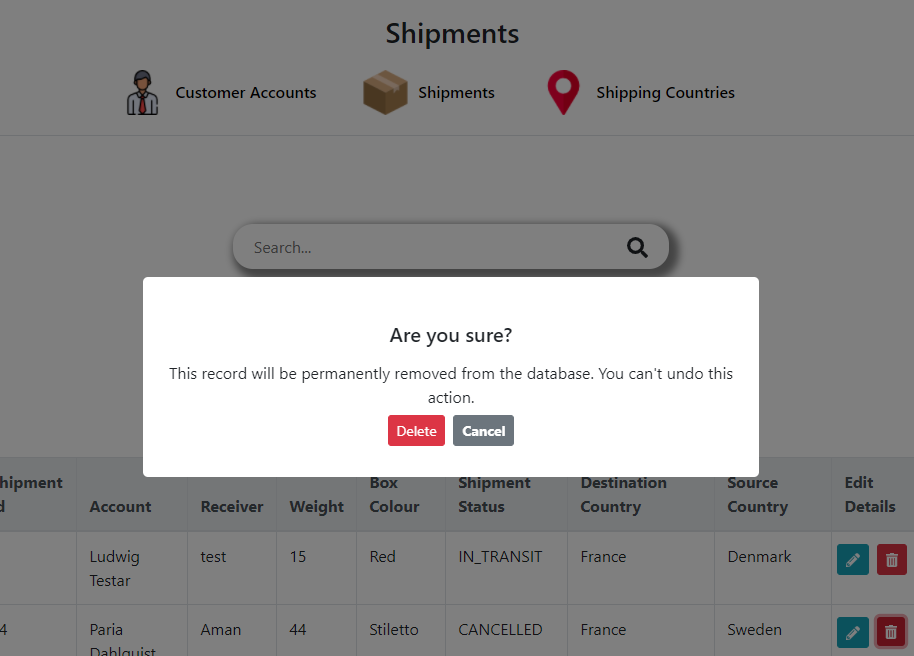 Shipments
Customer Accounts Shipments Shipping Countries
Search...
Are you sure?
This record will be permanently removed from the database. You can't undo this
action.
Delete Cancel
hipment Box Shipment Destination Source Edit
d Account Receiver Weight Colour Status Country Country Details
Ludwig test 15 Red IN_TRANSIT France Denmark
Testar
4 Paria Aman 44 Stiletto CANCELLED France Sweden
Dahlquist